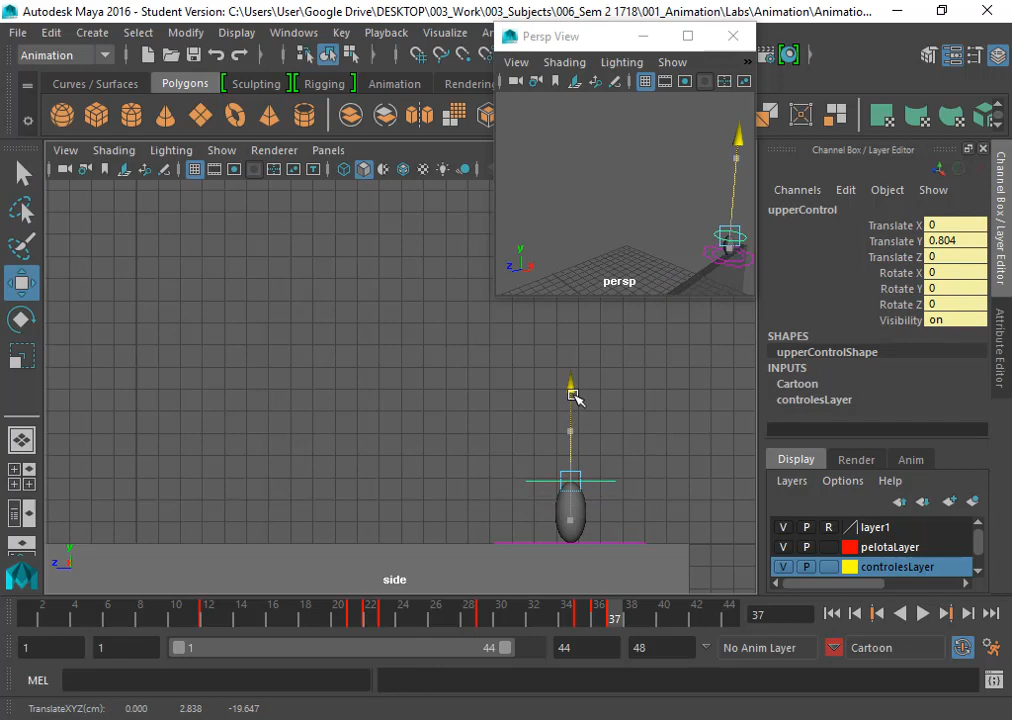 Autodesk Maya 2016 - Student Version: C:\Users\User\Google Drive\DESKTOP\003_Work\003_Subjects\006_Sem 2 1718\001_Animation\Labs\Animation\Animatio...
File Edit Create Select Modify Display Windows Key Playback Visualize
Persp View
Animation
View Shading Lighting Show »
Curves / Surfaces Polygons Sculpting Rigging Animation Rendering
View Shading Lighting Show Renderer Panels
Channel Box / Layer Editor
Channels Edit Object Show
upperControl
Translate X 0
Translate Y 0.804
Translate Z 0
Rotate X 0
Rotate Y 0
Rotate Z 0
Visibility on
SHAPES
upperControlShape
INPUTS
Cartoon
controlesLayer
Channel Box / Layer Editor
Attribute Editor
y
z
persp
Display Render Anim
Layers Options Help
V P R layer1
V P pelotaLayer
V P controlesLayer
y
z
side
2 4 6 8 10 12 14 16 18 20 22 24 26 28 30 32 34 36 37 38 40 42 44
37
1 1 1 44 44 48 No Anim Layer Cartoon
MEL
TranslateXYZ(cm): 0.000 2.838 -19.647